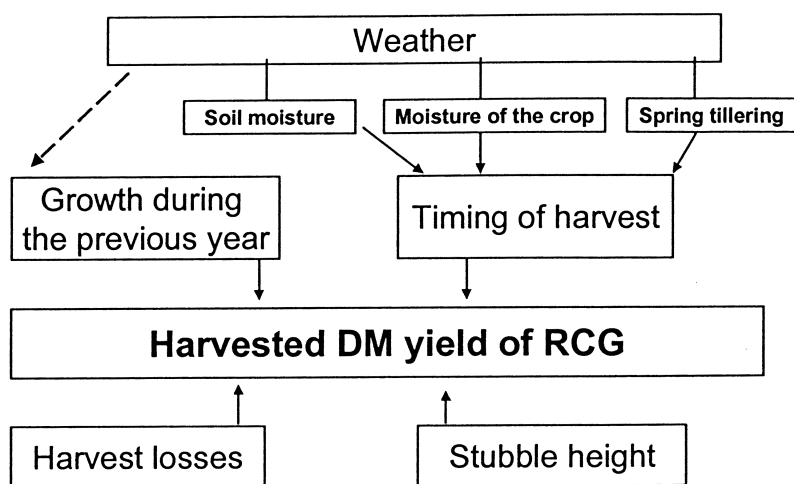 Weather
Soil moisture
Moisture of the crop
Spring tillering
Growth during
the previous year
Timing of harvest
Harvested DM yield of RCG
Harvest losses
Stubble height